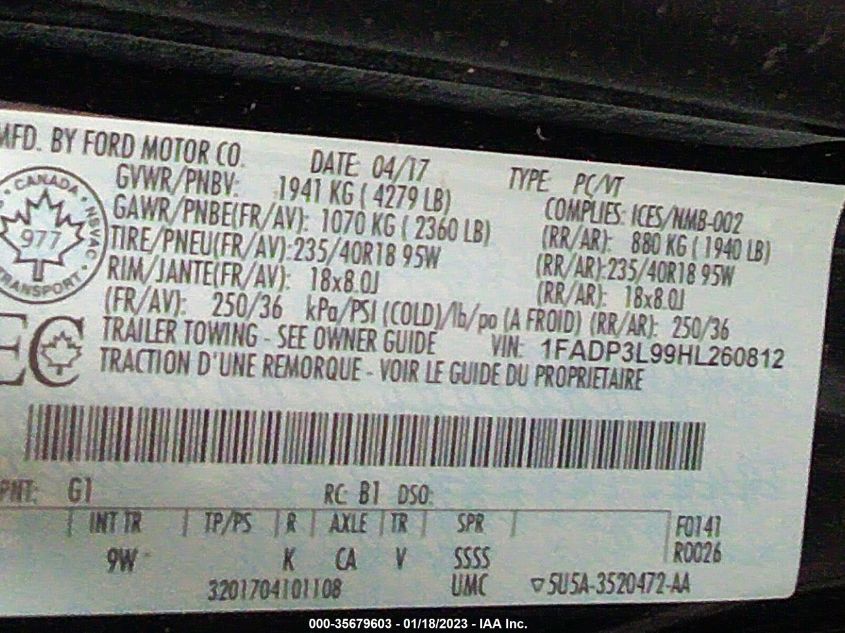 MFD. BY FORD MOTOR CO.
DATE: 04/17 TYPE: PC/VT
GVWR/PNBV: 1941 KG ( 4279 LB) COMPLIES: ICES/NMB-002
GAWR/PNBE(FR/AV): 1070 KG ( 2360 LB) (RR/AR): 880 KG ( 1940 LB)
TIRE/PNEU(FR/AV):235/40R18 95W (RR/AR):235/40R18 95W
RIM/JANTE(FR/AV): 18x8.0J (RR/AR): 18x8.0J
(FR/AV): 250/36 kPa/PSI (COLD)/lb/po (A FROID) (RR/AR): 250/36
TRAILER TOWING - SEE OWNER GUIDE VIN: 1FADP3L99HL260812
TRACTION D'UNE REMORQUE - VOIR LE GUIDE DU PROPRIETAIRE
CANADA
977
NSVAC
TRANSPORT
EC
PNT: G1 RC: B1 DSO:
INT TR TP/PS R AXLE TR SPR F0141
9W K CA V SSSS R0026
3201704101108 UMC ▽5U5A-3520472-AA
000-35679603 - 01/18/2023 - IAA Inc.